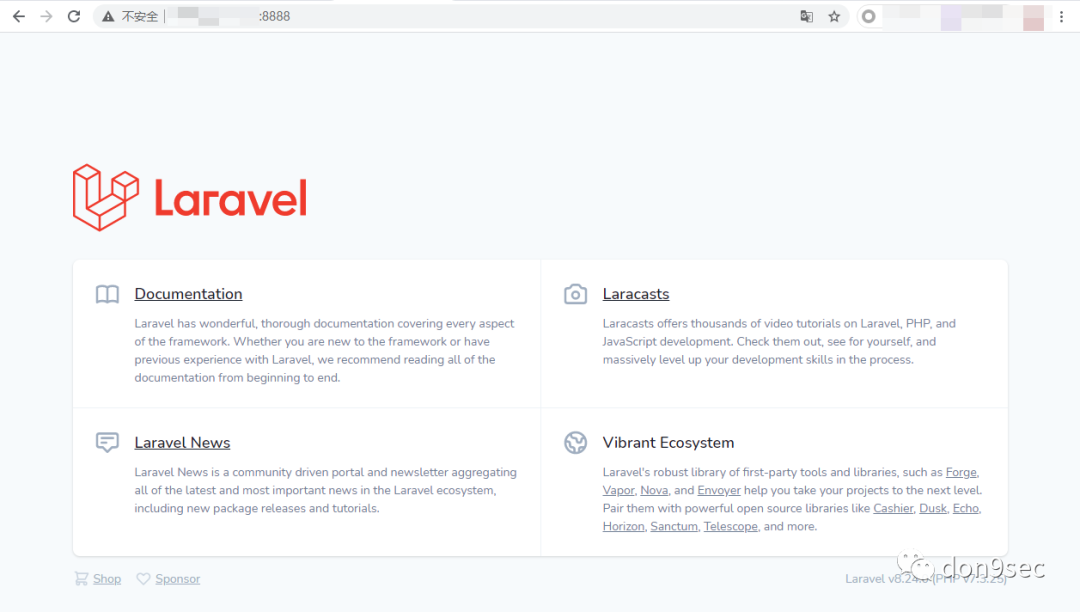 不安全
:8888
Laravel
Documentation
Laravel has wonderful, thorough documentation covering every aspect
of the framework. Whether you are new to the framework or have
previous experience with Laravel, we recommend reading all of the
documentation from beginning to end.
Laracasts
Laracasts offers thousands of video tutorials on Laravel, PHP, and
JavaScript development. Check them out, see for yourself, and
massively level up your development skills in the process.
Laravel News
Laravel News is a community driven portal and newsletter aggregating
all of the latest and most important news in the Laravel ecosystem,
including new package releases and tutorials.
Vibrant Ecosystem
Laravel's robust library of first-party tools and libraries, such as Forge,
Vapor, Nova, and Envoyer help you take your projects to the next level.
Pair them with powerful open source libraries like Cashier, Dusk, Echo,
Horizon, Sanctum, Telescope, and more.
Shop Sponsor
Laravel (PHP v7.3.25)
don9sec